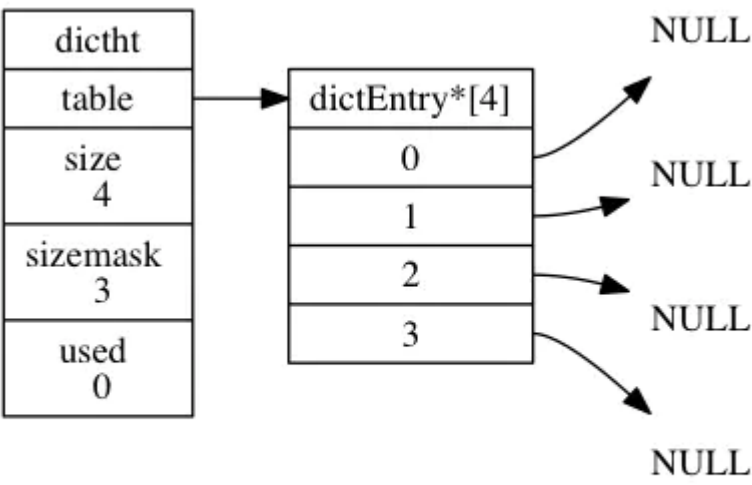 dictht
table
size
4
sizemask
3
used
0
dictEntry*[4]
0
1
2
3
NULL
NULL
NULL
NULL